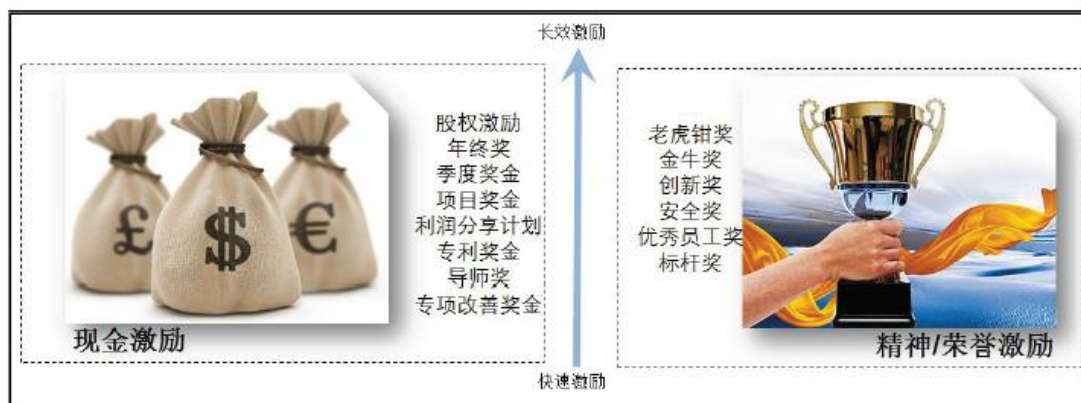 长效激励
股权激励
年终奖
季度奖金
项目奖金
利润分享计划
专利奖金
导师奖
专项改善奖金
£
$
€
现金激励
老虎钳奖
金牛奖
创新奖
安全奖
优秀员工奖
标杆奖
精神/荣誉激励
快速激励